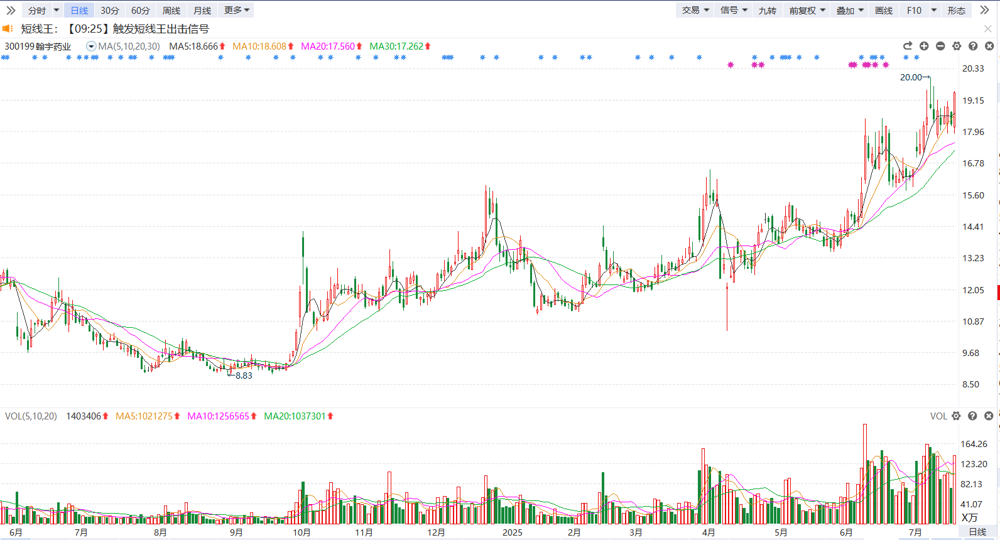 分时 日线 30分 60分 周线 月线 更多 交易 信号 九转 前复权 叠加 画线 F10 形态
短线王：【09:25】触发短线王出击信号
300199 翰宇药业 MA(5,10,20,30) MA5:18.666 MA10:18.608 MA20:17.560 MA30:17.262
20.33
20.00→
19.15
17.96
16.78
15.60
14.41
13.23
12.05
10.87
9.68
←8.83
8.50
VOL(5,10,20) 1403406 MA5:1021275 MA10:1256565 MA20:1037301 VOL
164.26
123.20
82.13
41.07
X万
6月 7月 8月 9月 10月 11月 12月 2025 2月 3月 4月 5月 6月 7月 日线